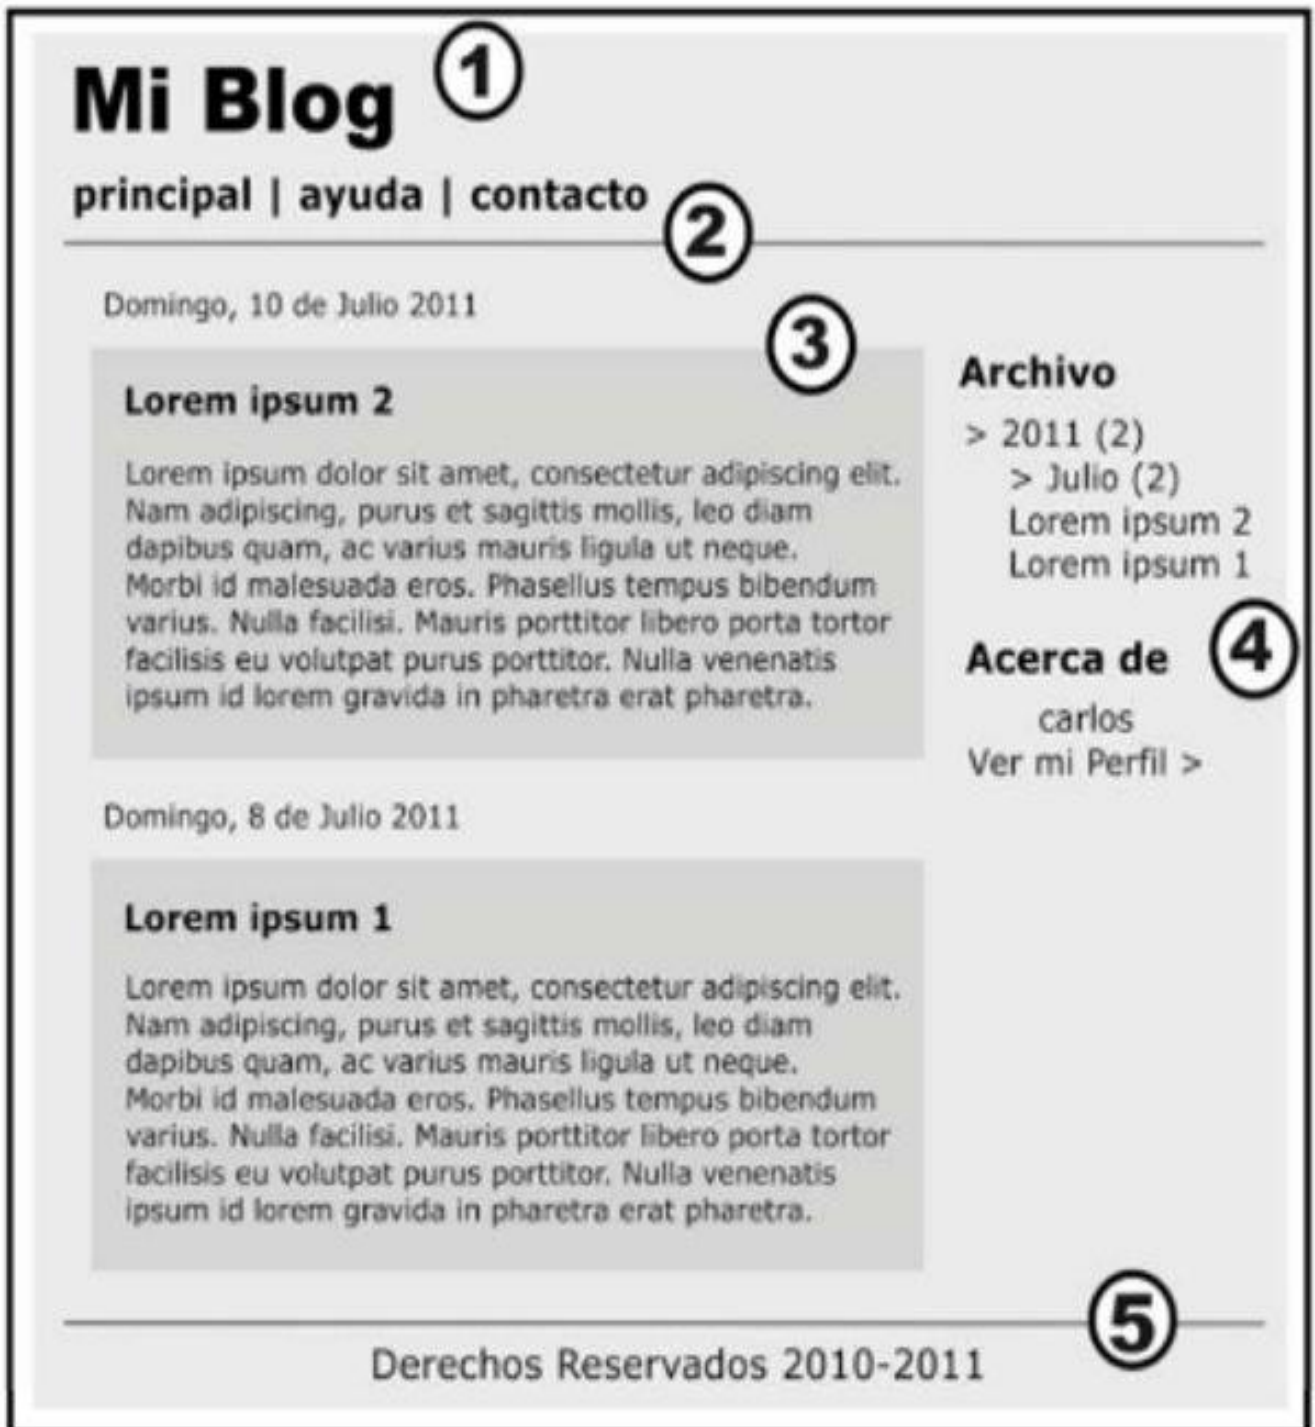 Mi Blog
1
principal | ayuda | contacto
2
Domingo, 10 de Julio 2011
3
Lorem ipsum 2
Lorem ipsum dolor sit amet, consectetur adipiscing elit.
Nam adipiscing, purus et sagittis mollis, leo diam
dapibus quam, ac varius mauris ligula ut neque.
Morbi id malesuada eros. Phasellus tempus bibendum
varius. Nulla facilisi. Mauris porttitor libero porta tortor
facilisis eu volutpat purus porttitor. Nulla venenatis
ipsum id lorem gravida in pharetra erat pharetra.
Domingo, 8 de Julio 2011
Lorem ipsum 1
Lorem ipsum dolor sit amet, consectetur adipiscing elit.
Nam adipiscing, purus et sagittis mollis, leo diam
dapibus quam, ac varius mauris ligula ut neque.
Morbi id malesuada eros. Phasellus tempus bibendum
varius. Nulla facilisi. Mauris porttitor libero porta tortor
facilisis eu volutpat purus porttitor. Nulla venenatis
ipsum id lorem gravida in pharetra erat pharetra.
Archivo
> 2011 (2)
> Julio (2)
Lorem ipsum 2
Lorem ipsum 1
4
Acerca de
carlos
Ver mi Perfil >
5
Derechos Reservados 2010-2011